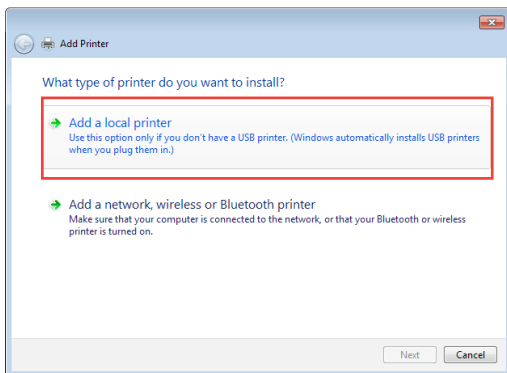 Add Printer
What type of printer do you want to install?
Add a local printer
Use this option only if you don't have a USB printer. (Windows automatically installs USB printers
when you plug them in.)
Add a network, wireless or Bluetooth printer
Make sure that your computer is connected to the network, or that your Bluetooth or wireless
printer is turned on.
Next Cancel